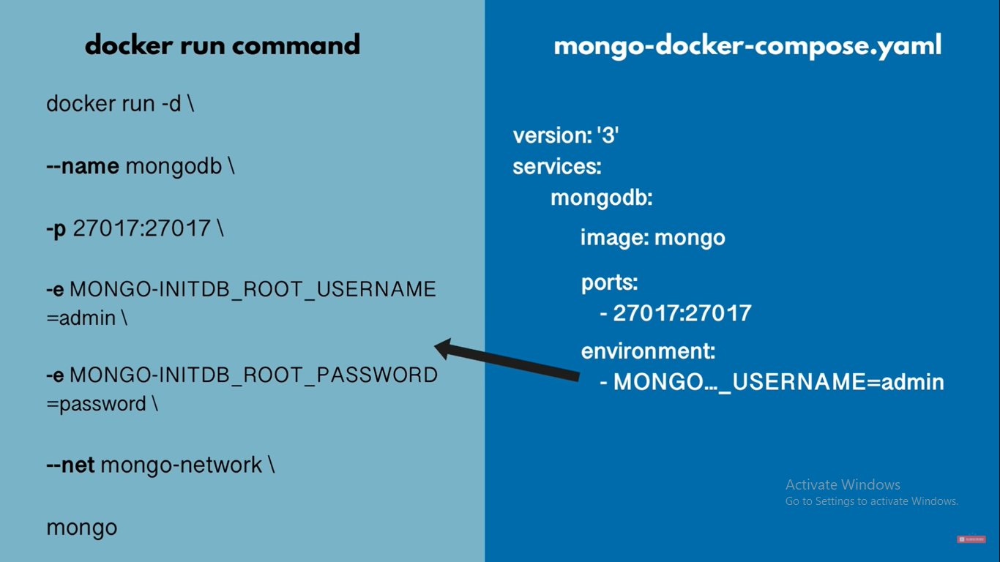 docker run command
docker run -d \
--name mongodb \
-p 27017:27017 \
-e MONGO-INITDB_ROOT_USERNAME
=admin \
-e MONGO-INITDB_ROOT_PASSWORD
=password \
--net mongo-network \
mongo
mongo-docker-compose.yaml
version: '3'
services:
mongodb:
image: mongo
ports:
- 27017:27017
environment:
- MONGO..._USERNAME=admin
Activate Windows
Go to Settings to activate Windows.
SUBSCRIBE